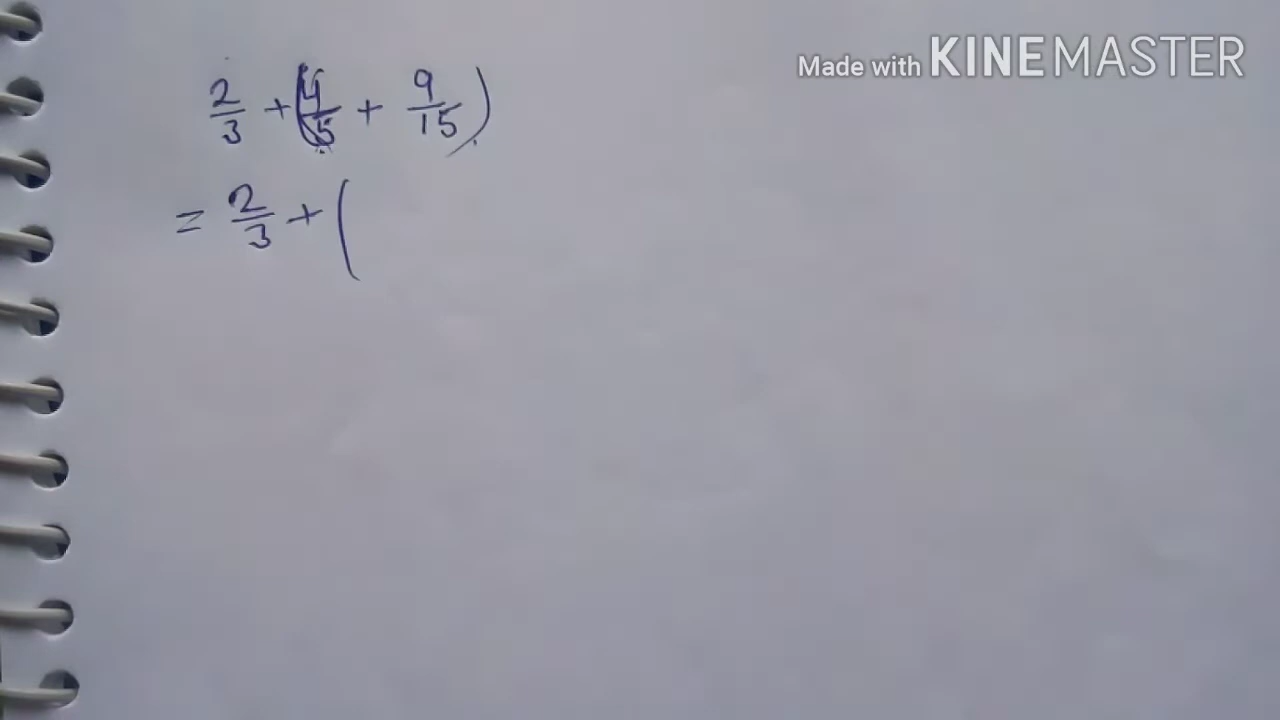 Made with KINEMASTER
2/3 + (4/5 + 9/15)
= 2/3 + (